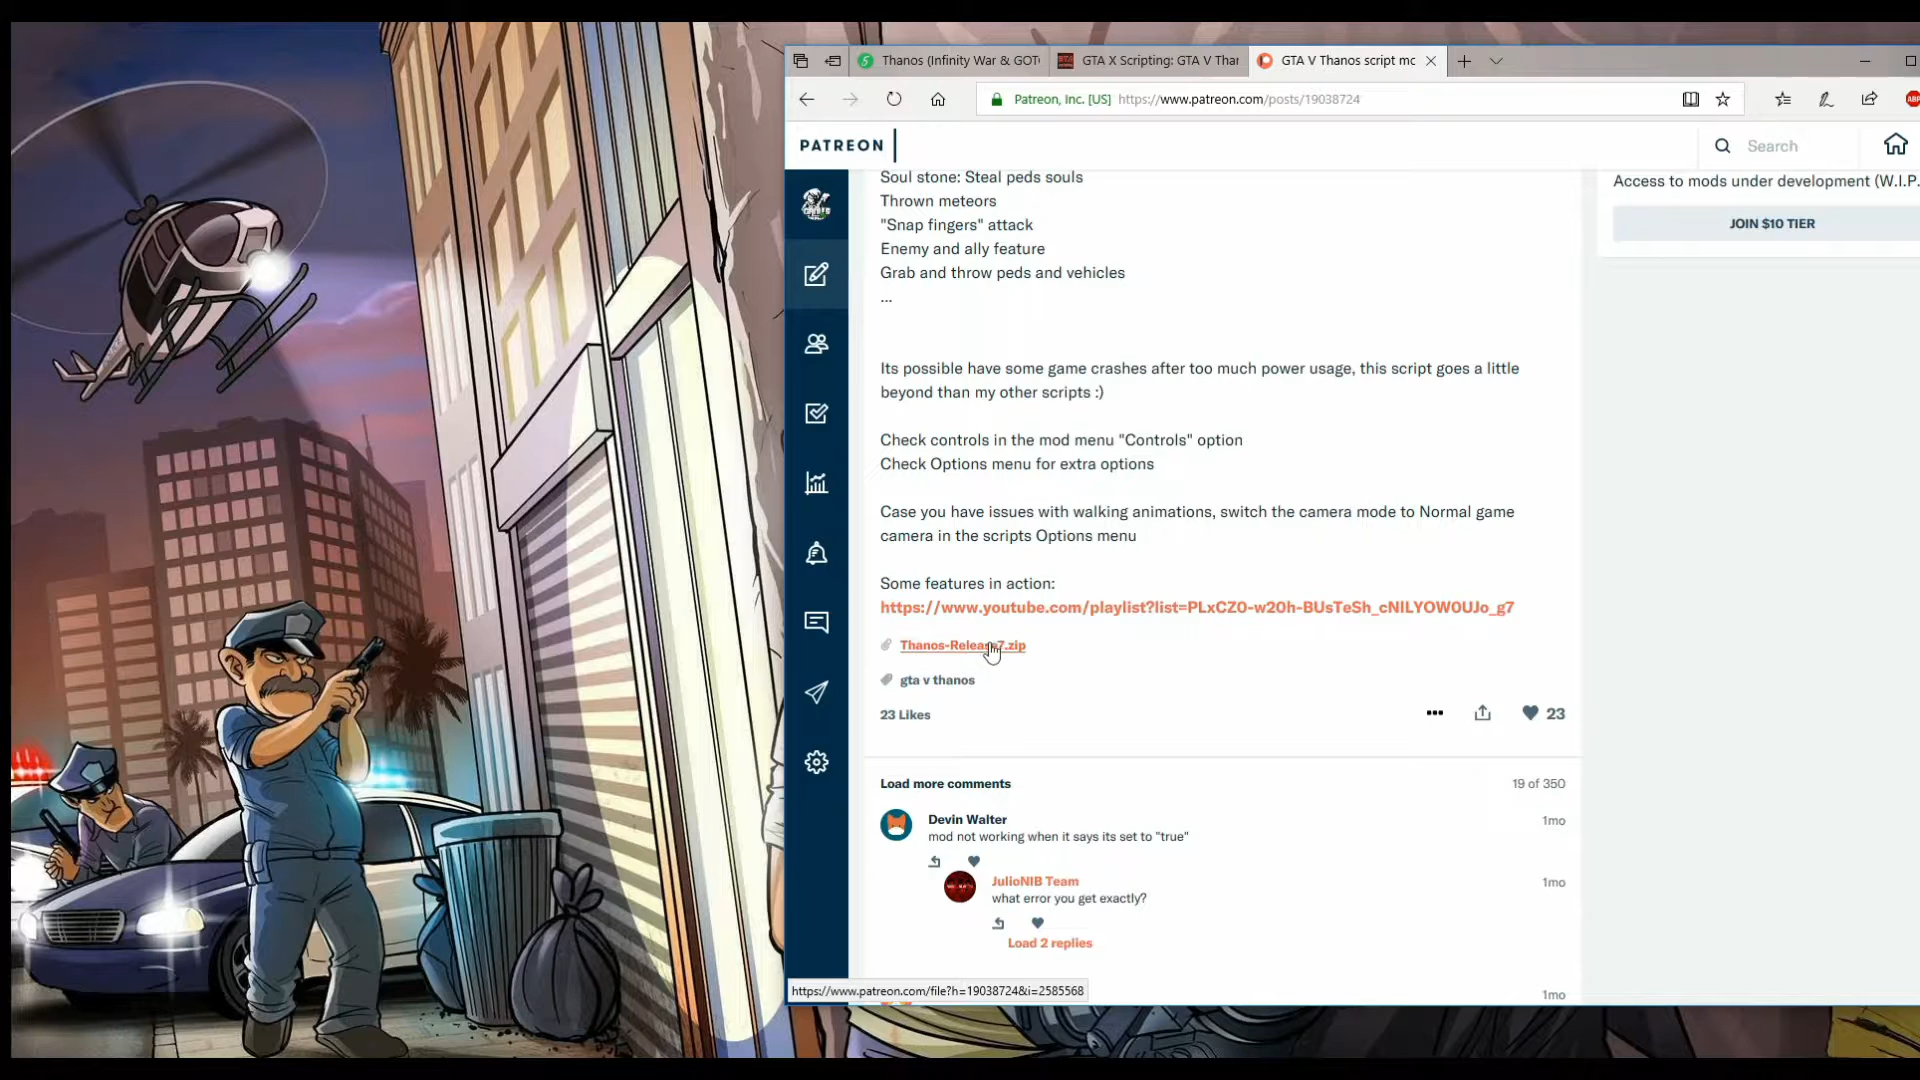 Thanos (Infinity War & GOT
GTA X Scripting: GTA V Thar
GTA V Thanos script mc
Patreon, Inc. [US] https://www.patreon.com/posts/19038724
ABP
PATREON
Search
Soul stone: Steal peds souls
Thrown meteors
"Snap fingers" attack
Enemy and ally feature
Grab and throw peds and vehicles
...
Access to mods under development (W.I.P.
JOIN $10 TIER
Its possible have some game crashes after too much power usage, this script goes a little
beyond than my other scripts :)
Check controls in the mod menu "Controls" option
Check Options menu for extra options
Case you have issues with walking animations, switch the camera mode to Normal game
camera in the scripts Options menu
Some features in action:
https://www.youtube.com/playlist?list=PLxCZ0-w20h-BUsTeSh_cNILYOW0UJo_g7
Thanos-Release7.zip
gta v thanos
23 Likes
23
Load more comments
19 of 350
Devin Walter
1mo
mod not working when it says its set to "true"
JulioNIB Team
1mo
what error you get exactly?
Load 2 replies
https://www.patreon.com/file?h=19038724&i=2585568
1mo